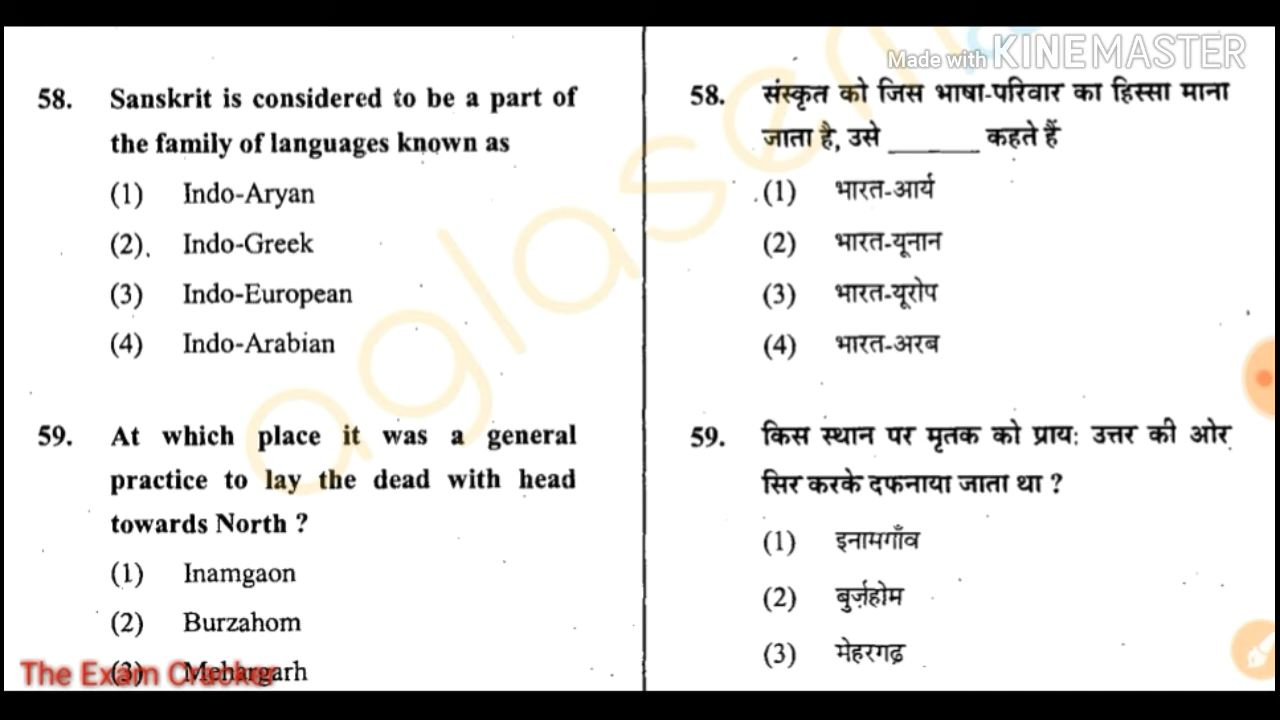 Made with KINEMASTER
58. Sanskrit is considered to be a part of
the family of languages known as
(1) Indo-Aryan
(2) Indo-Greek
(3) Indo-European
(4) Indo-Arabian
59. At which place it was a general
practice to lay the dead with head
towards North ?
(1) Inamgaon
(2) Burzahom
(3) Mehargarh
The Exam Cracker
58. संस्कृत को जिस भाषा-परिवार का हिस्सा माना
जाता है, उसे _______ कहते हैं
(1) भारत-आर्य
(2) भारत-यूनान
(3) भारत-यूरोप
(4) भारत-अरब
59. किस स्थान पर मृतक को प्राय: उत्तर की ओर
सिर करके दफनाया जाता था ?
(1) इनामगाँव
(2) बुर्ज़होम
(3) मेहरगढ़
aglasem